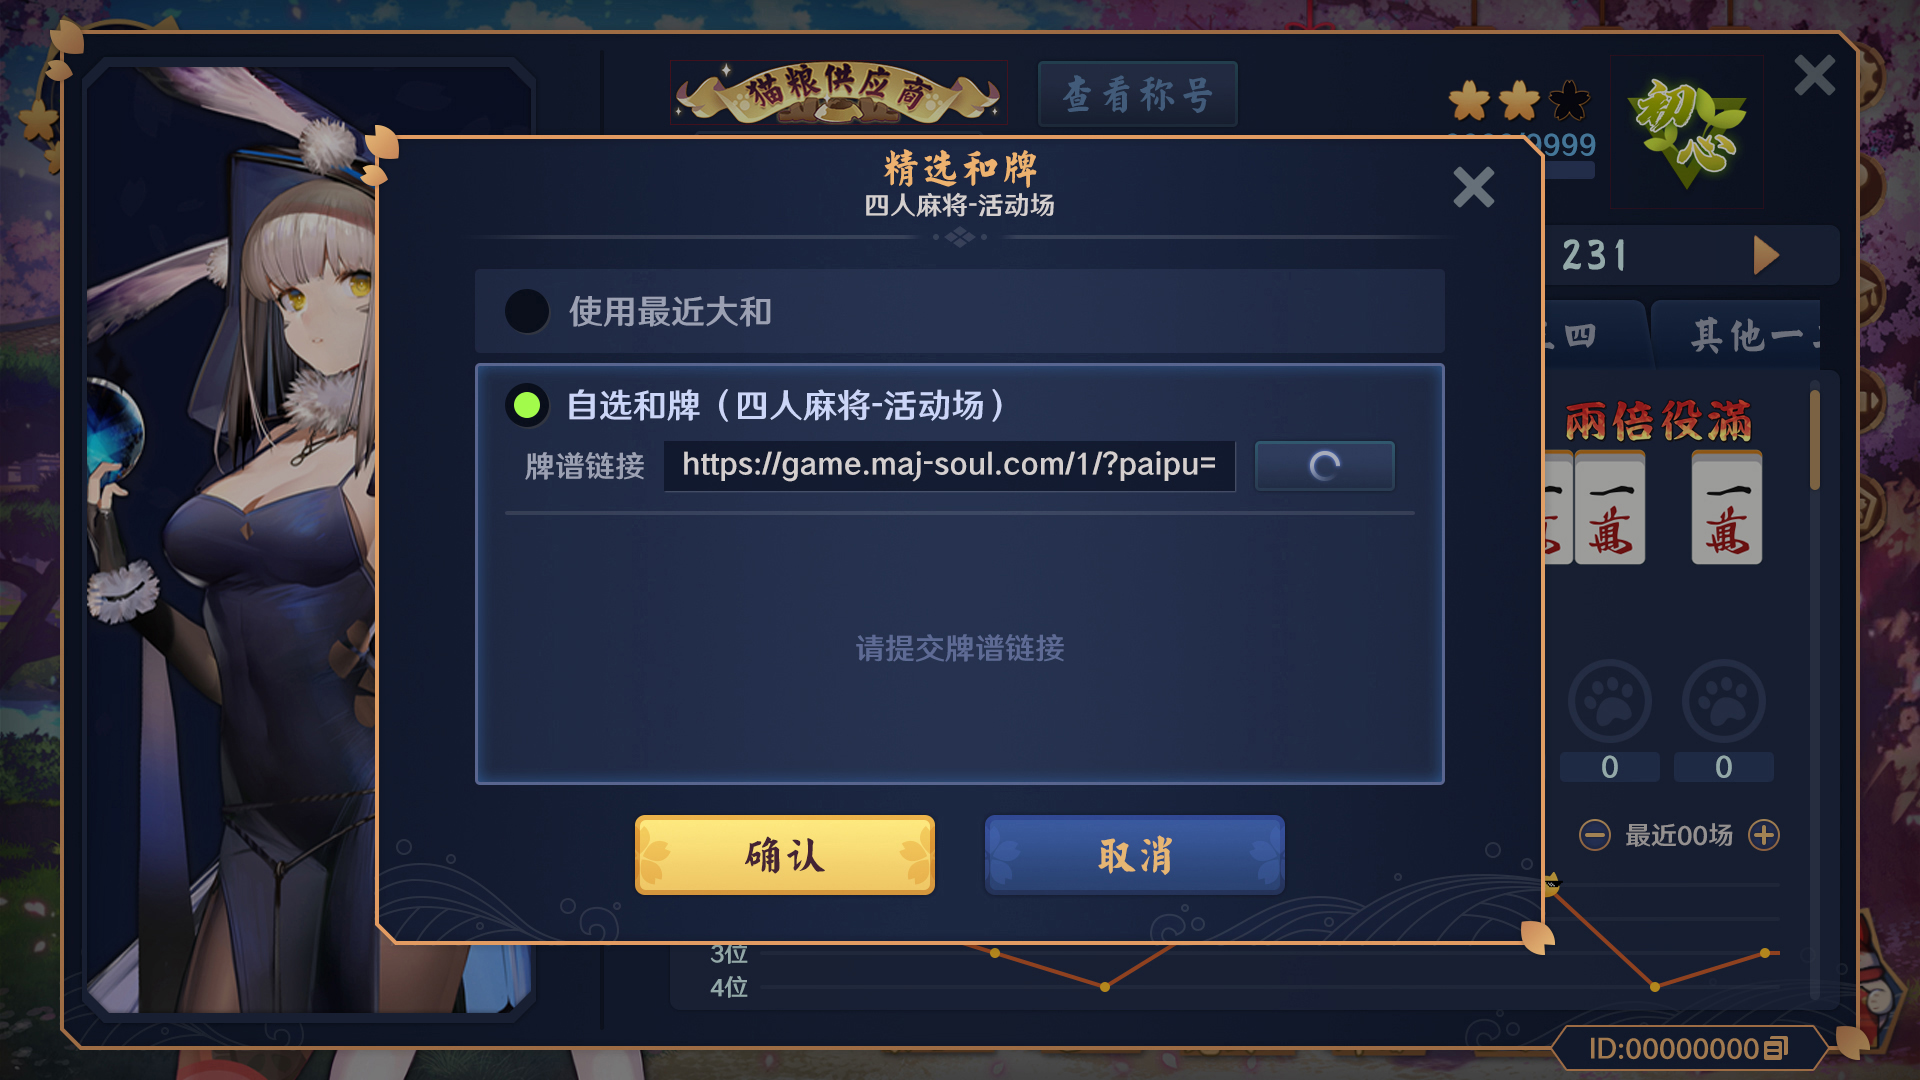 猫粮供应商
查看称号
初心
9999
精选和牌
四人麻将-活动场
231
使用最近大和
四
其他一
自选和牌（四人麻将-活动场）
兩倍役滿
牌谱链接
https://game.maj-soul.com/1/?paipu=
一萬
一萬
请提交牌谱链接
0
0
最近00场
确认
取消
3位
4位
ID:00000000